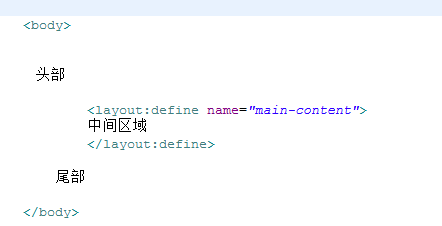 <body>
头部
<layout:define name="main-content">
中间区域
</layout:define>
尾部
</body>